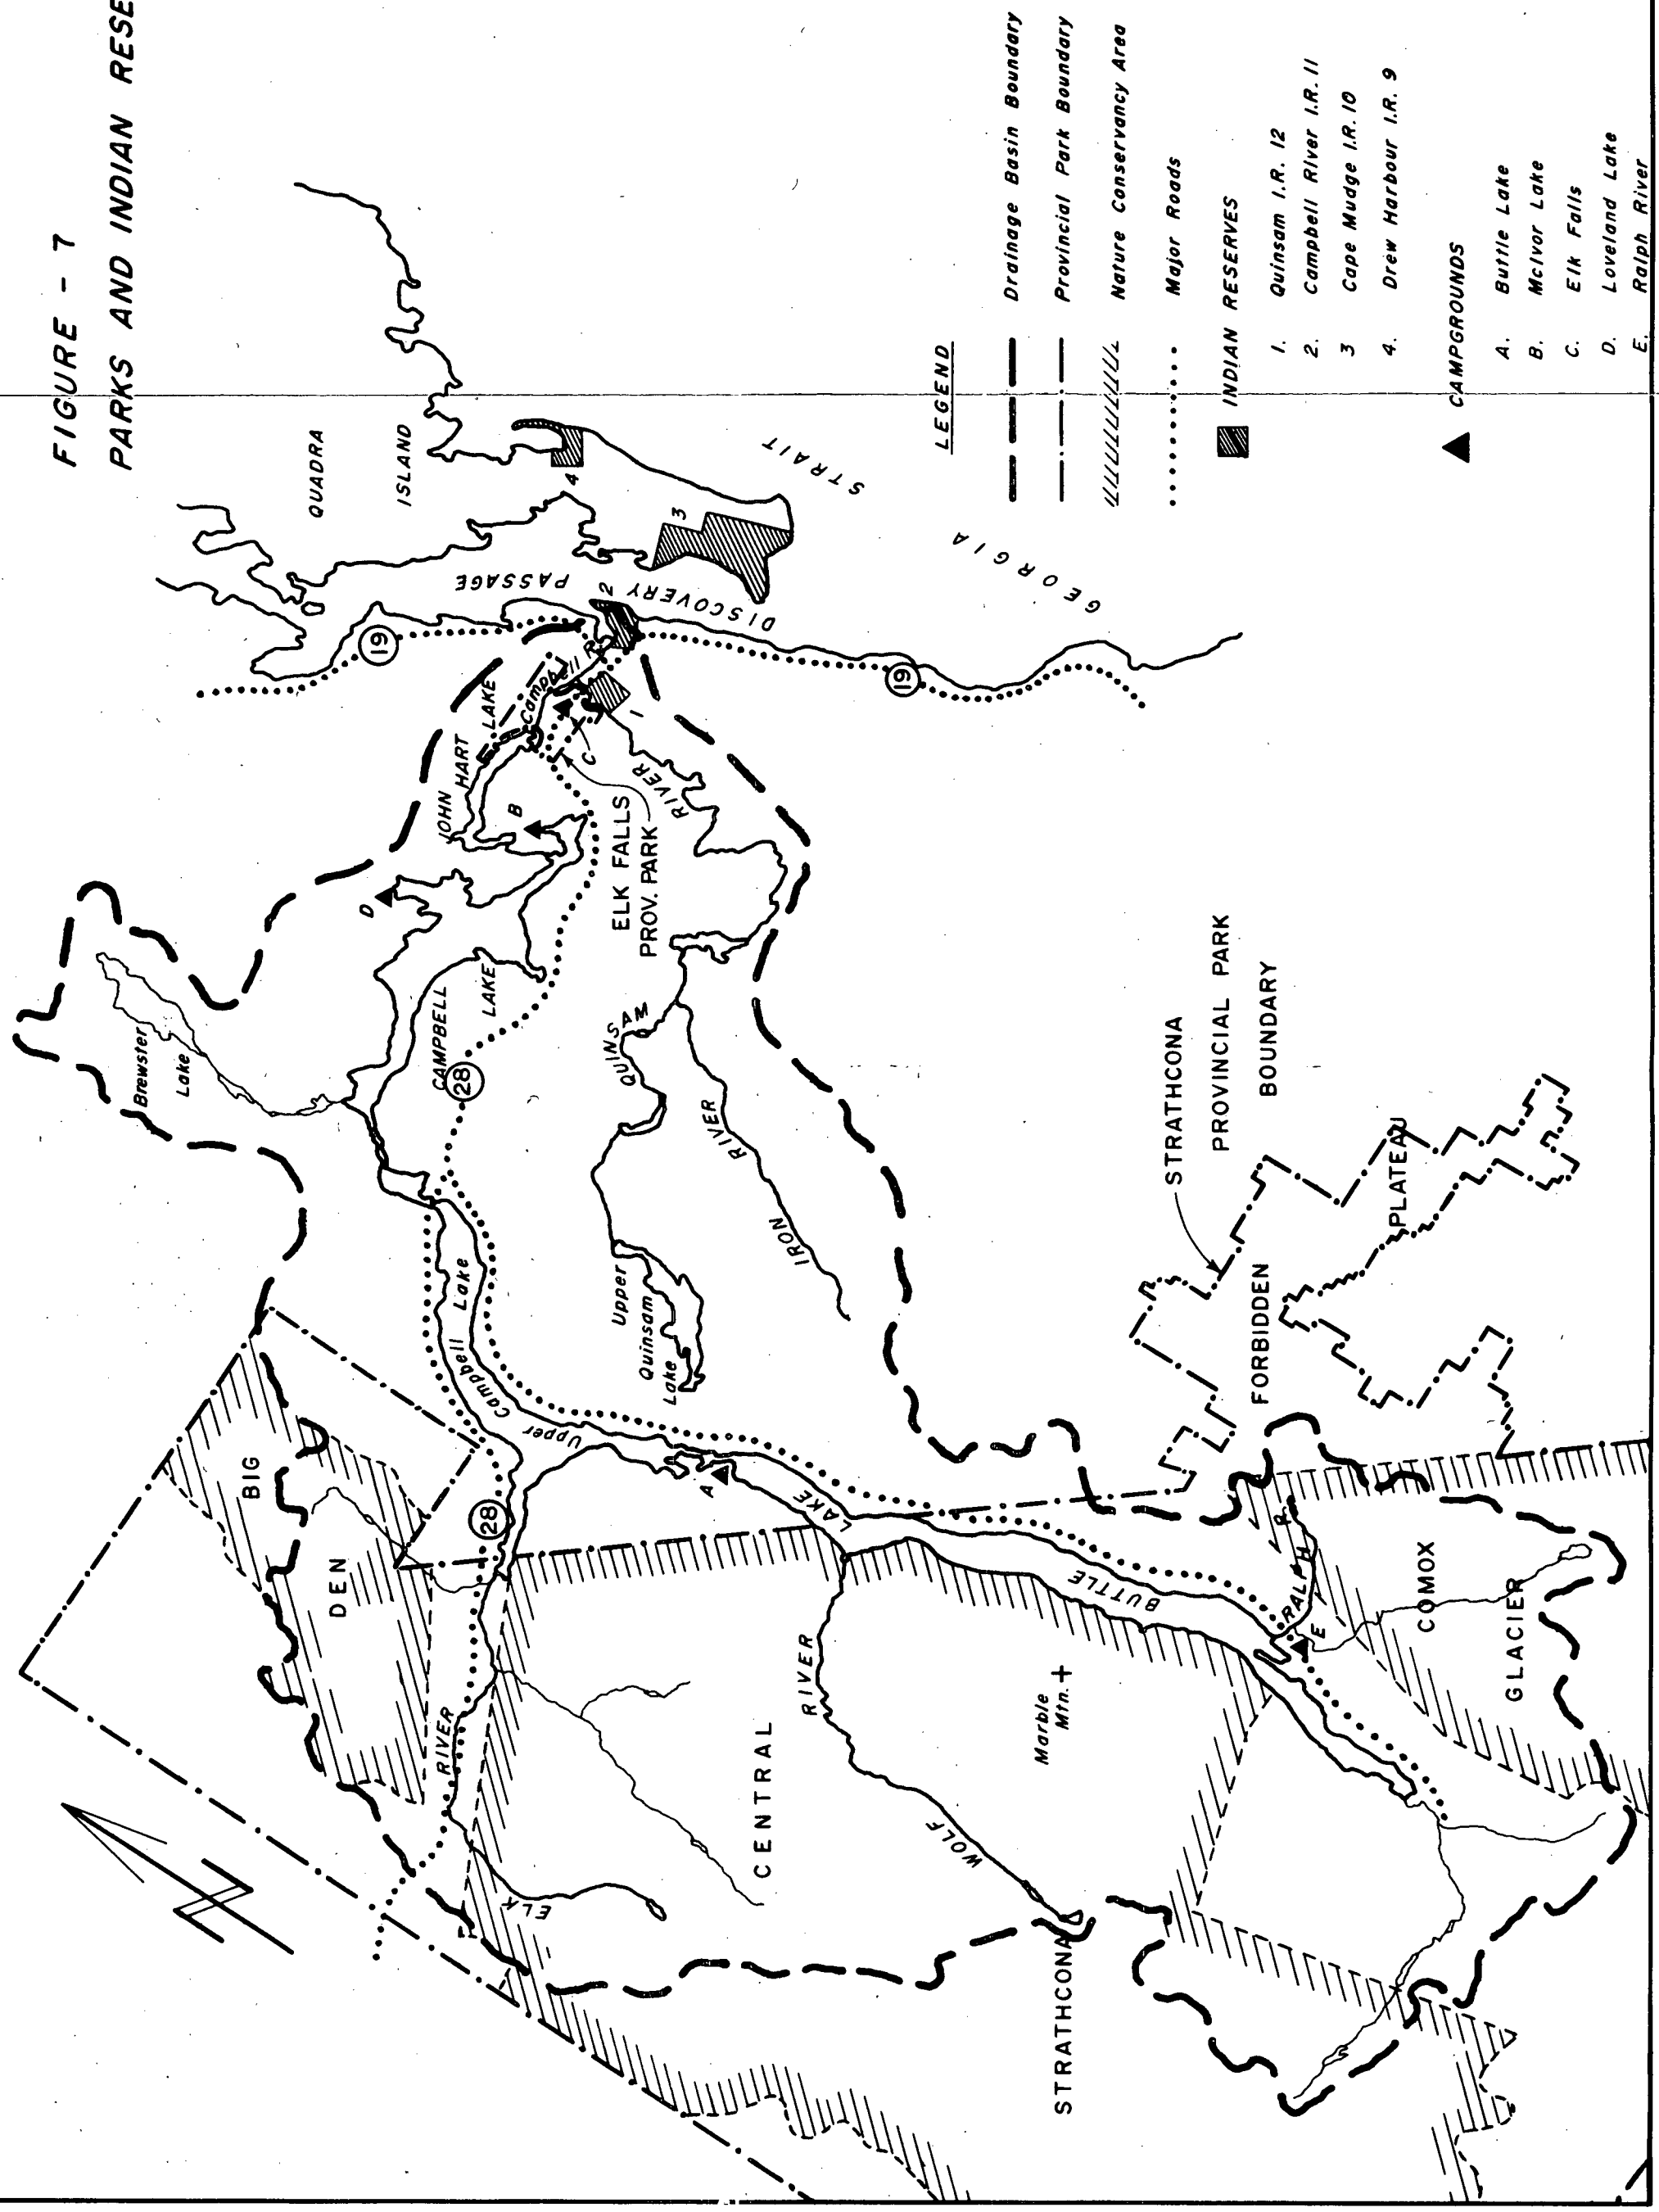 FIGURE - 7
PARKS AND INDIAN RESE
QUADRA
ISLAND
4
3
STRAIT
GEORGIA
PASSAGE
DISCOVERY
2
19
19
JOHN HART LAKE
Campbell R.
1
C
B
D
ELK FALLS
PROV. PARK
RIVER
QUINSAM
Brewster
Lake
CAMPBELL
LAKE
28
IRON RIVER
Upper
Quinsam
Lake
Upper Campbell Lake
28
A
BIG
DEN
STRATHCONA
PROVINCIAL PARK
BOUNDARY
FORBIDDEN
PLATEAU
BUTTLE LAKE
RALPH R.
E
COMOX
GLACIER
Marble
Mtn.
RIVER
WOLF
CENTRAL
ELK
RIVER
STRATHCONA
LEGEND
Drainage Basin Boundary
Provincial Park Boundary
Nature Conservancy Area
Major Roads
INDIAN RESERVES
1. Quinsam I.R. 12
2. Campbell River I.R. 11
3 Cape Mudge I.R. 10
4. Drew Harbour I.R. 9
CAMPGROUNDS
A. Buttle Lake
B. McIvor Lake
C. Elk Falls
D. Loveland Lake
E. Ralph River